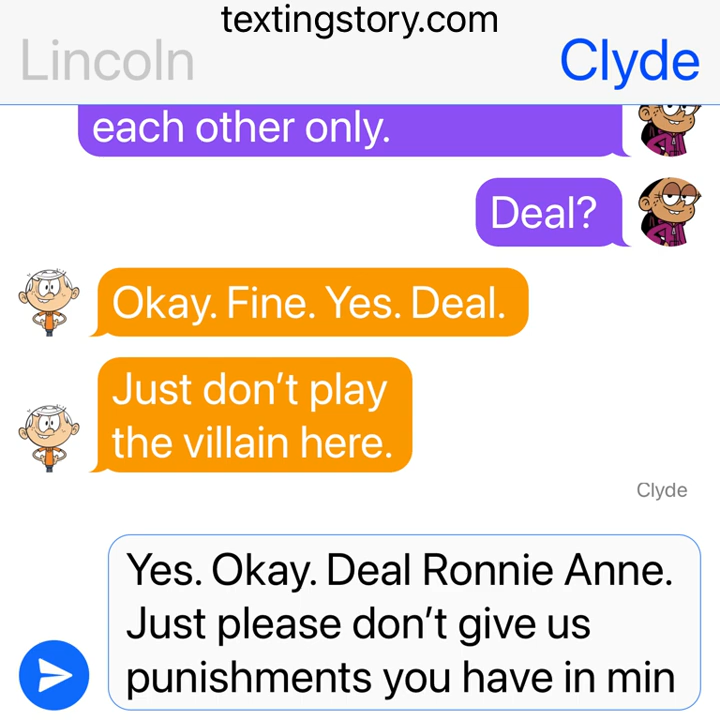 textingstory.com
Lincoln
Clyde
each other only.
Deal?
Okay. Fine. Yes. Deal.
Just don’t play
the villain here.
Clyde
Yes. Okay. Deal Ronnie Anne.
Just please don’t give us
punishments you have in min